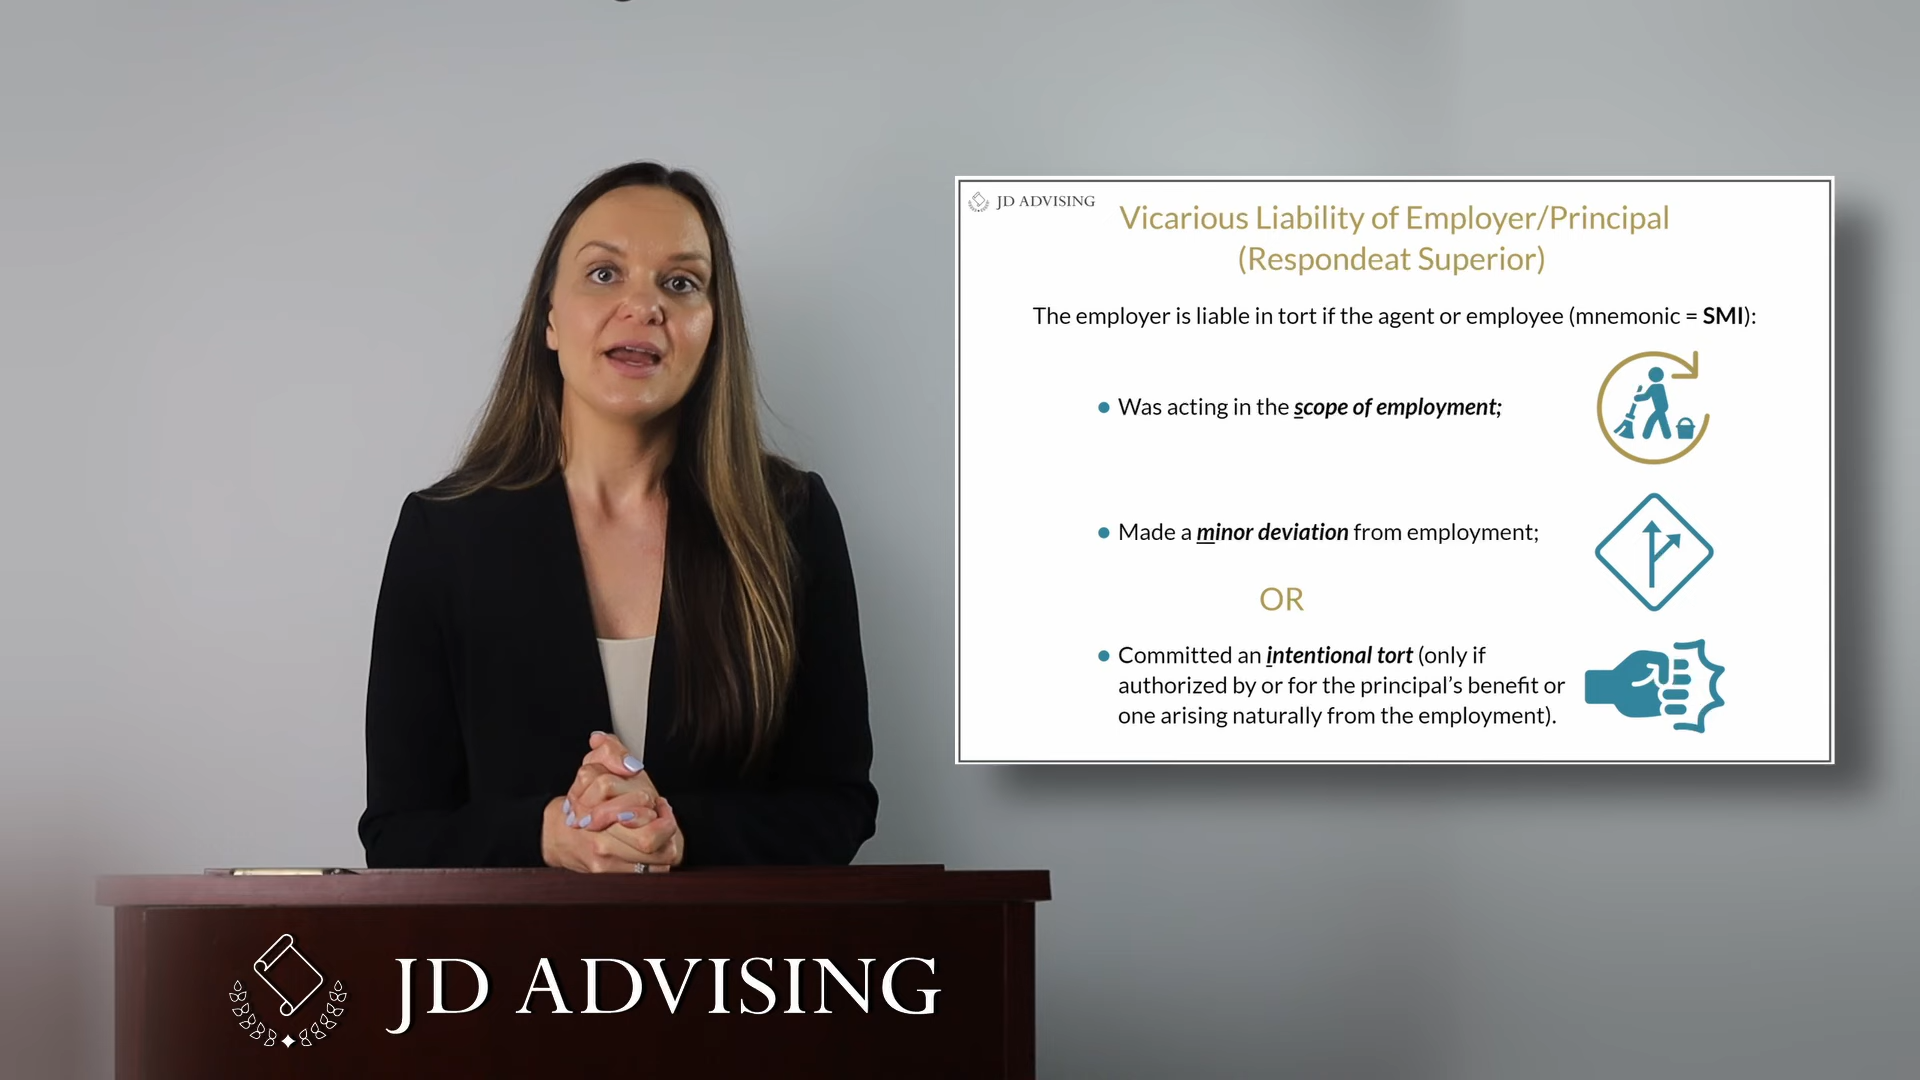 JD ADVISING
Vicarious Liability of Employer/Principal
(Respondeat Superior)
The employer is liable in tort if the agent or employee (mnemonic = SMI):
• Was acting in the scope of employment;
• Made a minor deviation from employment;
OR
• Committed an intentional tort (only if
authorized by or for the principal's benefit or
one arising naturally from the employment).
JD ADVISING